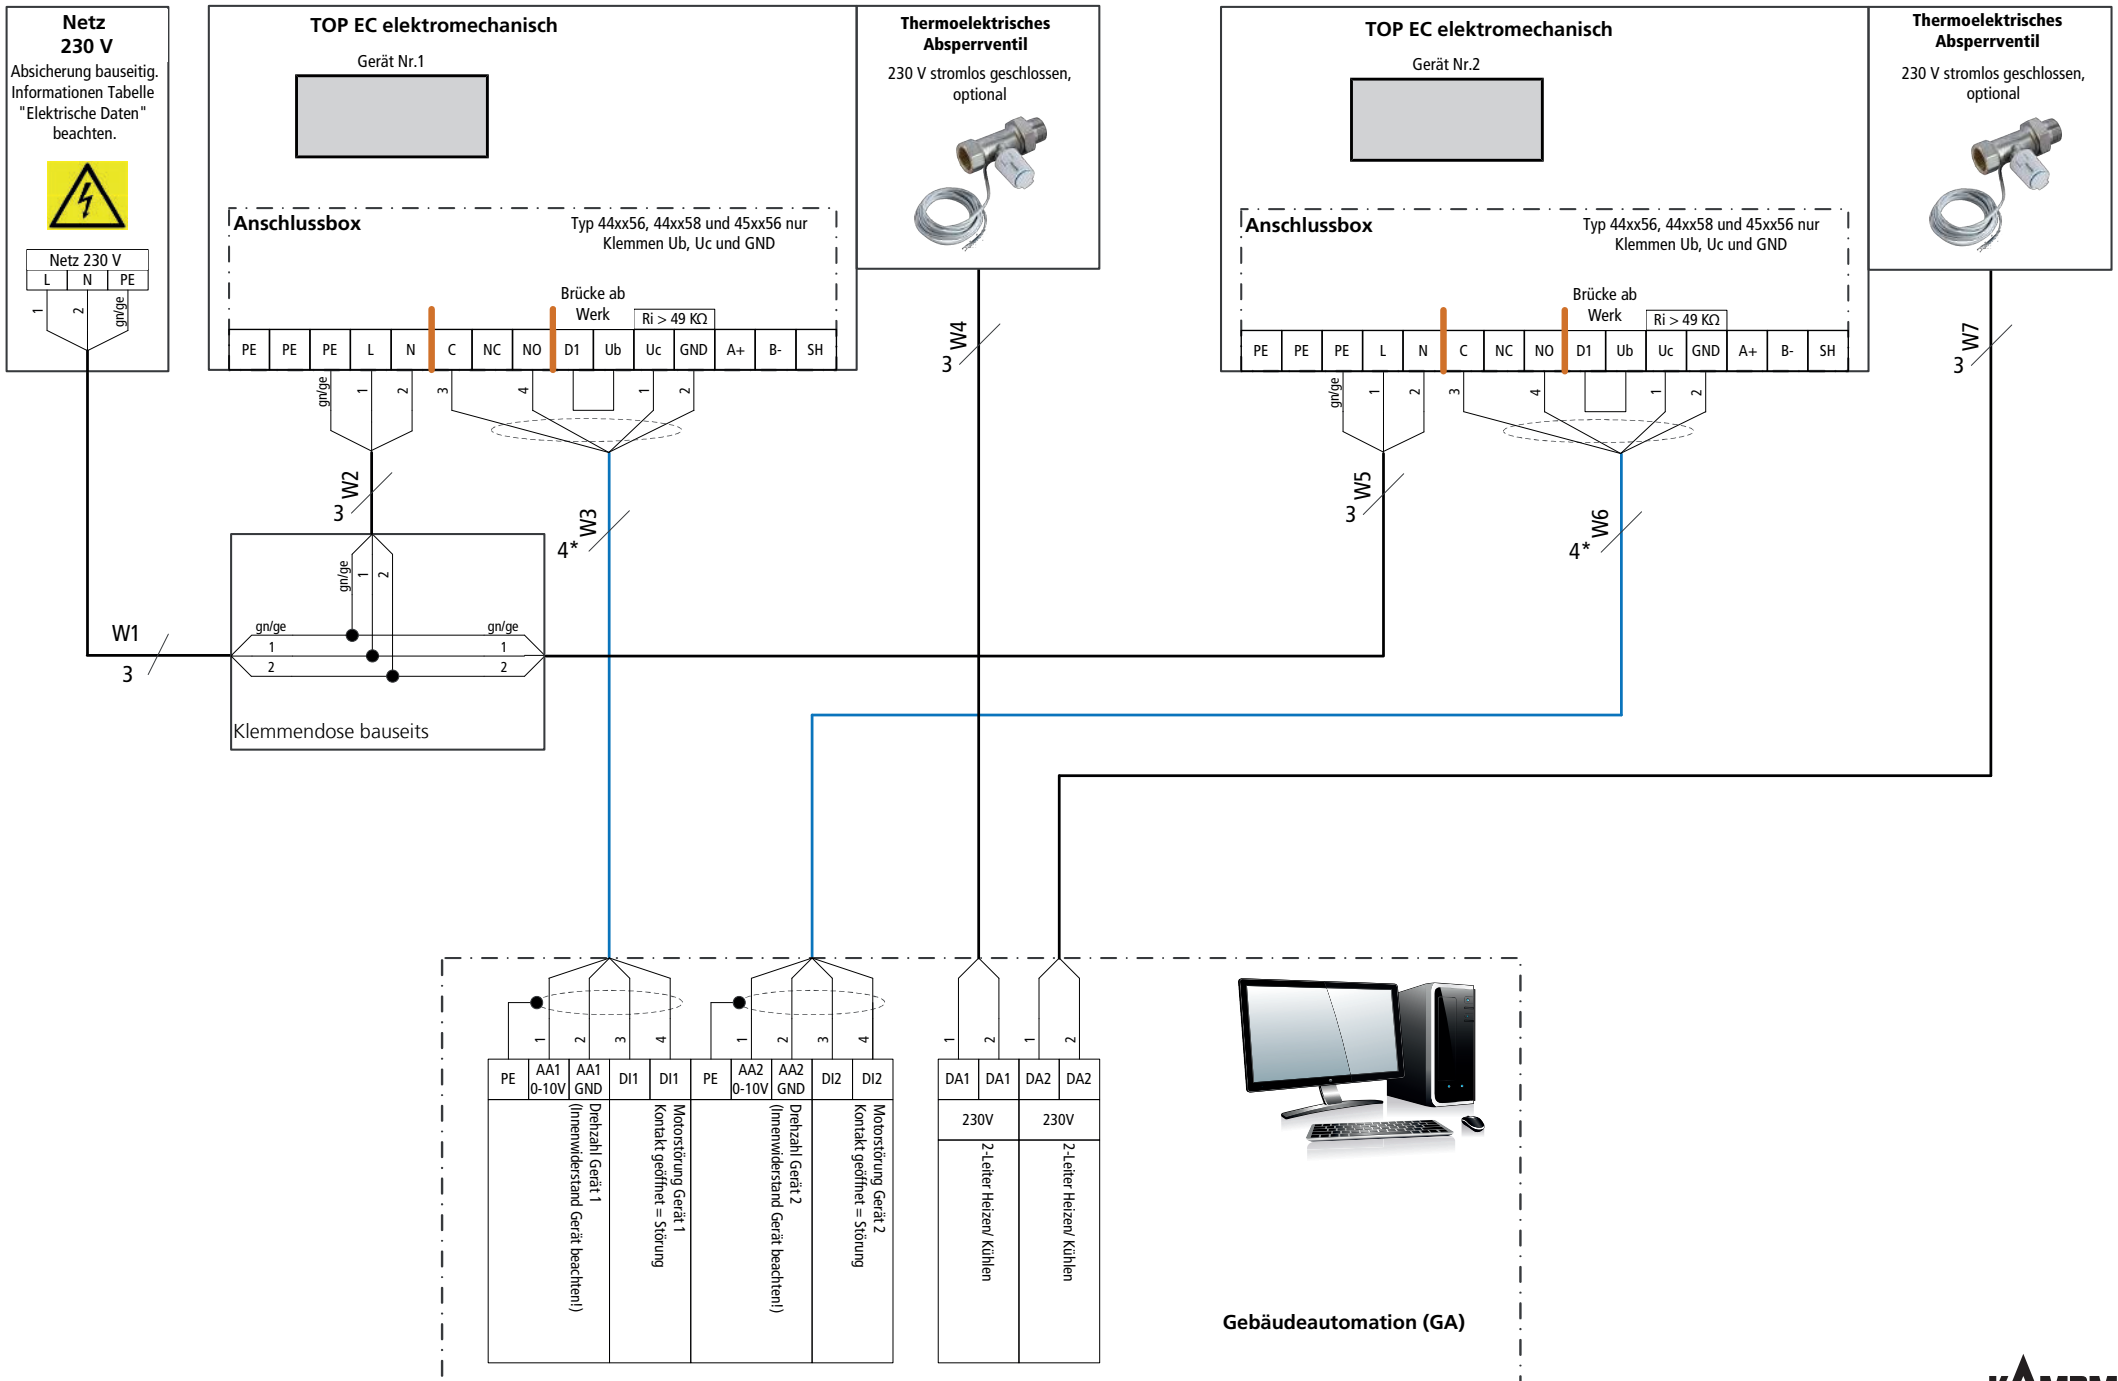 Netz
230 V
Absicherung bauseitig.
Informationen Tabelle
"Elektrische Daten"
beachten.
Netz 230 V
L N PE
1 2 gn/ge
TOP EC elektromechanisch
Gerät Nr.1
Anschlussbox
Typ 44xx56, 44xx58 und 45xx56 nur
Klemmen Ub, Uc und GND
Brücke ab
Werk
Ri > 49 KΩ
PE PE PE L N C NC NO D1 Ub Uc GND A+ B- SH
gn/ge 1 2 3 4 1 2
Thermoelektrisches
Absperrventil
230 V stromlos geschlossen,
optional
TOP EC elektromechanisch
Gerät Nr.2
Anschlussbox
Typ 44xx56, 44xx58 und 45xx56 nur
Klemmen Ub, Uc und GND
Brücke ab
Werk
Ri > 49 KΩ
PE PE PE L N C NC NO D1 Ub Uc GND A+ B- SH
gn/ge 1 2 3 4 1 2
Thermoelektrisches
Absperrventil
230 V stromlos geschlossen,
optional
W1
3
W2
3
W3
4*
W4
3
W5
3
W6
4*
W7
3
gn/ge 1 2
gn/ge gn/ge
1 1
2 2
Klemmendose bauseits
1 2 3 4 1 2 3 4 1 2 1 2
PE
AA1
0-10V
AA1
GND
DI1
DI1
PE
AA2
0-10V
AA2
GND
DI2
DI2
DA1 DA1 DA2 DA2
230V 230V
Drehzahl Gerät 1
(Innenwiderstand Gerät beachten!)
Motorstörung Gerät 1
Kontakt geöffnet = Störung
Drehzahl Gerät 2
(Innenwiderstand Gerät beachten!)
Motorstörung Gerät 2
Kontakt geöffnet = Störung
2-Leiter Heizen/ Kühlen
2-Leiter Heizen/ Kühlen
Gebäudeautomation (GA)